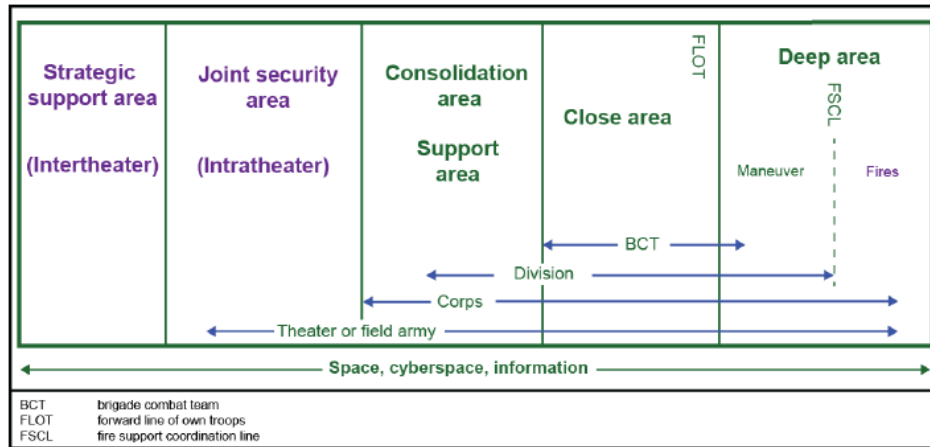 Strategic
support area
(Intertheater)
Joint security
area
(Intratheater)
Consolidation
area
Support
area
Close area
FLOT
Deep area
FSCL
Maneuver
Fires
BCT
Division
Corps
Theater or field army
Space, cyberspace, information
BCT brigade combat team
FLOT forward line of own troops
FSCL fire support coordination line